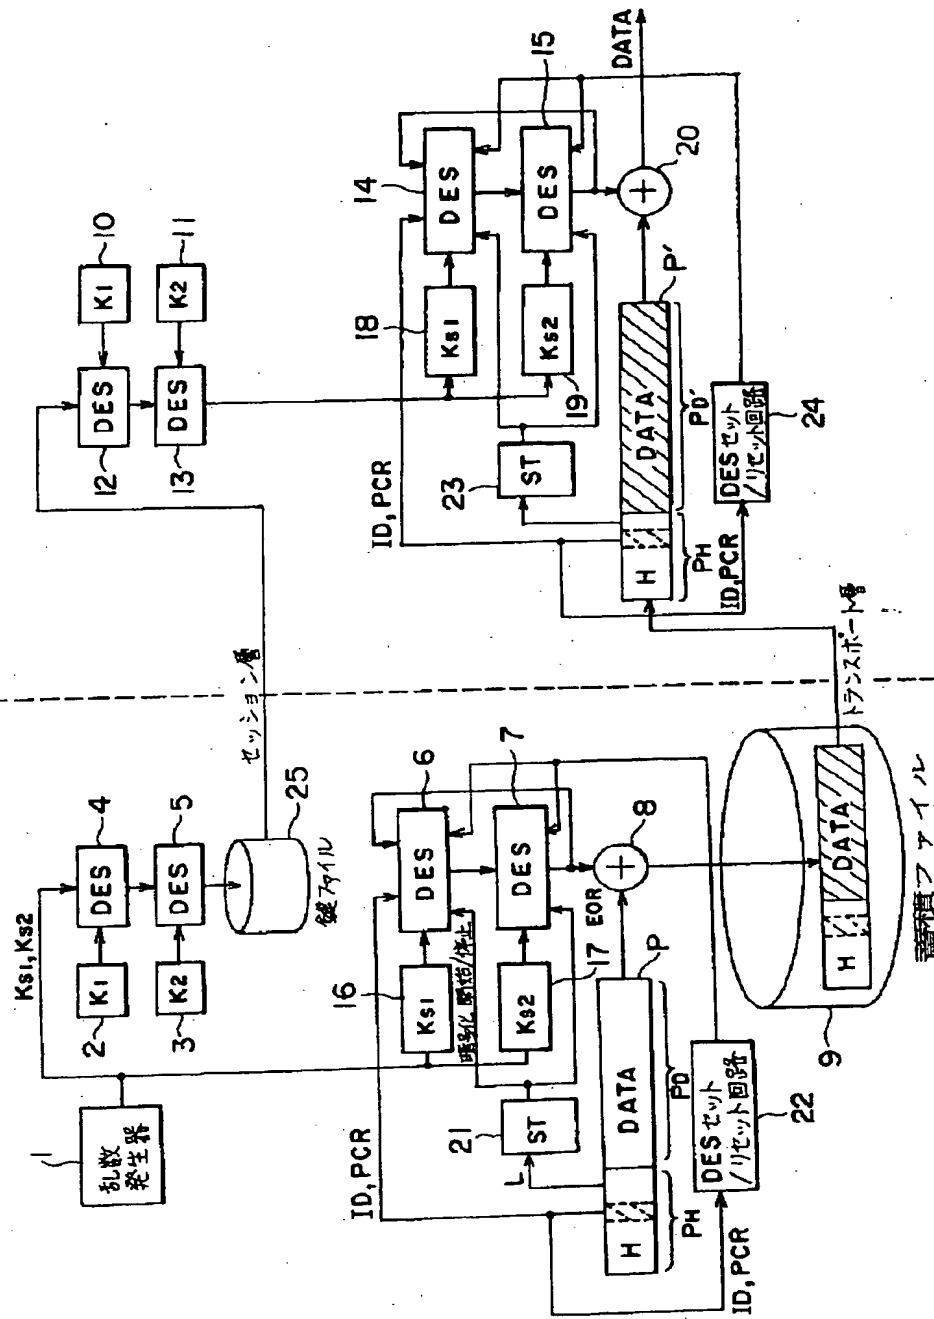 1
乱数
発生器
Ks1,Ks2
2
K1
4
DES
3
K2
5
DES
25
鍵ファイル
セッション層
ID,PCR
16
Ks1
6
DES
暗号化 開始/停止
17
Ks2
7
DES
21
ST
L
EOR
8
P
H
DATA
PH
PD
ID,PCR
DESセット
/リセット回路
22
9
H
DATA
蓄積ファイル
トランスポート層
12
DES
K1
10
13
DES
K2
11
ID,PCR
18
Ks1
14
DES
19
Ks2
DES
15
23
ST
20
DATA
P'
H
DATA
PH
PD'
ID,PCR
DESセット
/リセット回路
24